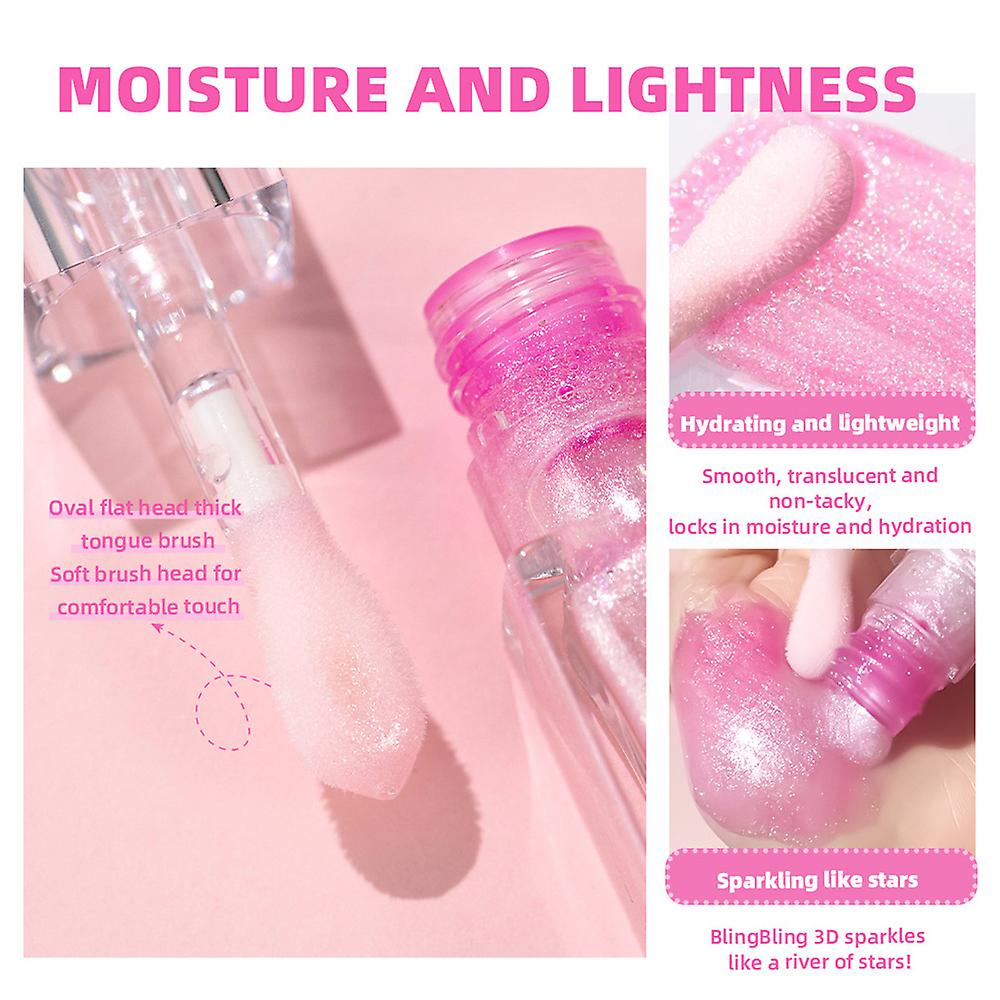 MOISTURE AND LIGHTNESS
Oval flat head thick
tongue brush
Soft brush head for
comfortable touch
Hydrating and lightweight
Smooth, translucent and
non-tacky,
locks in moisture and hydration
Sparkling like stars
BlingBling 3D sparkles
like a river of stars!